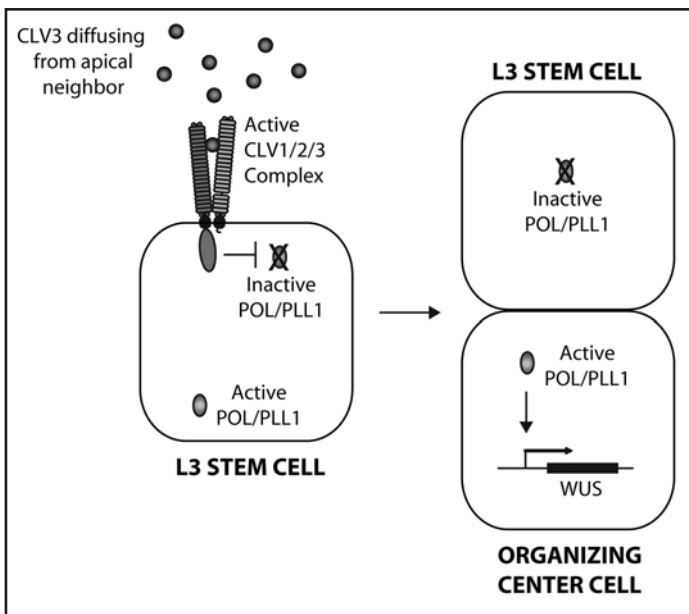 CLV3 diffusing
from apical
neighbor
Active
CLV1/2/3
Complex
Inactive
POL/PLL1
Active
POL/PLL1
L3 STEM CELL
L3 STEM CELL
Inactive
POL/PLL1
Active
POL/PLL1
WUS
ORGANIZING
CENTER CELL